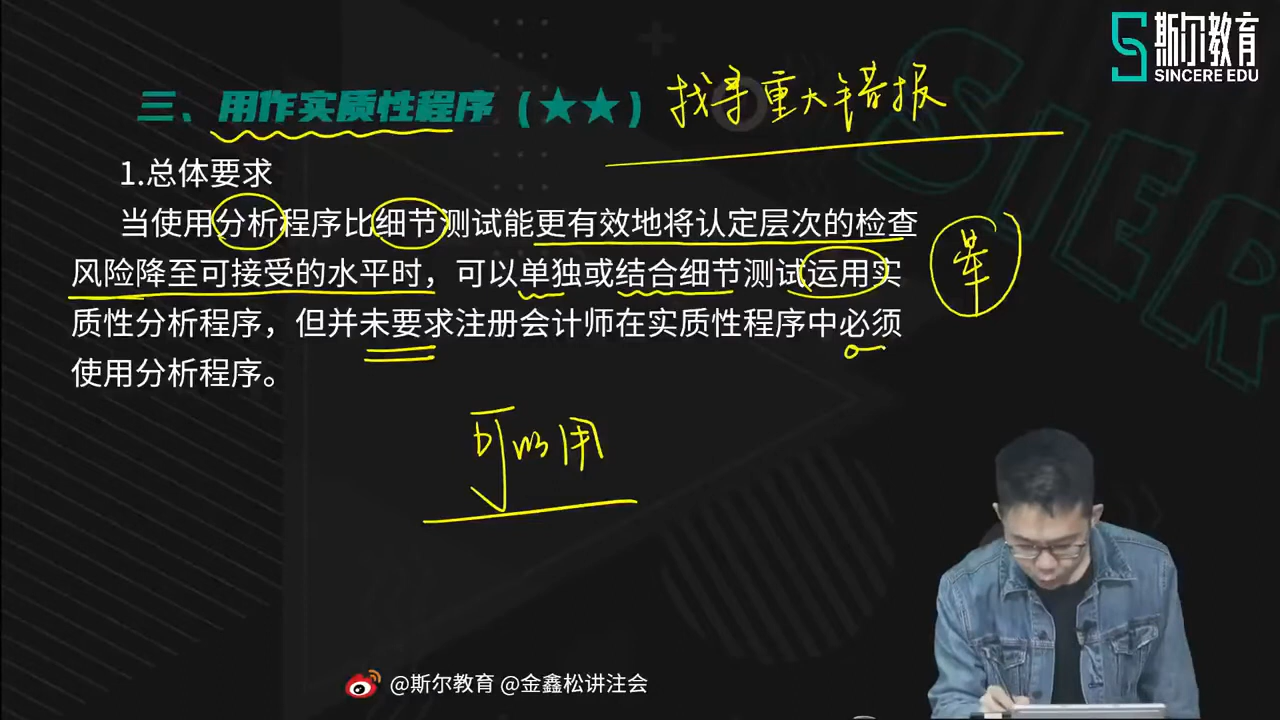 斯尔教育
SINCERE EDU
三、用作实质性程序(★★) 找寻重大错报
1.总体要求
当使用分析程序比细节测试能更有效地将认定层次的检查
风险降至可接受的水平时，可以单独或结合细节测试运用实
质性分析程序，但并未要求注册会计师在实质性程序中必须
使用分析程序。
可以用
@斯尔教育 @金鑫松讲注会